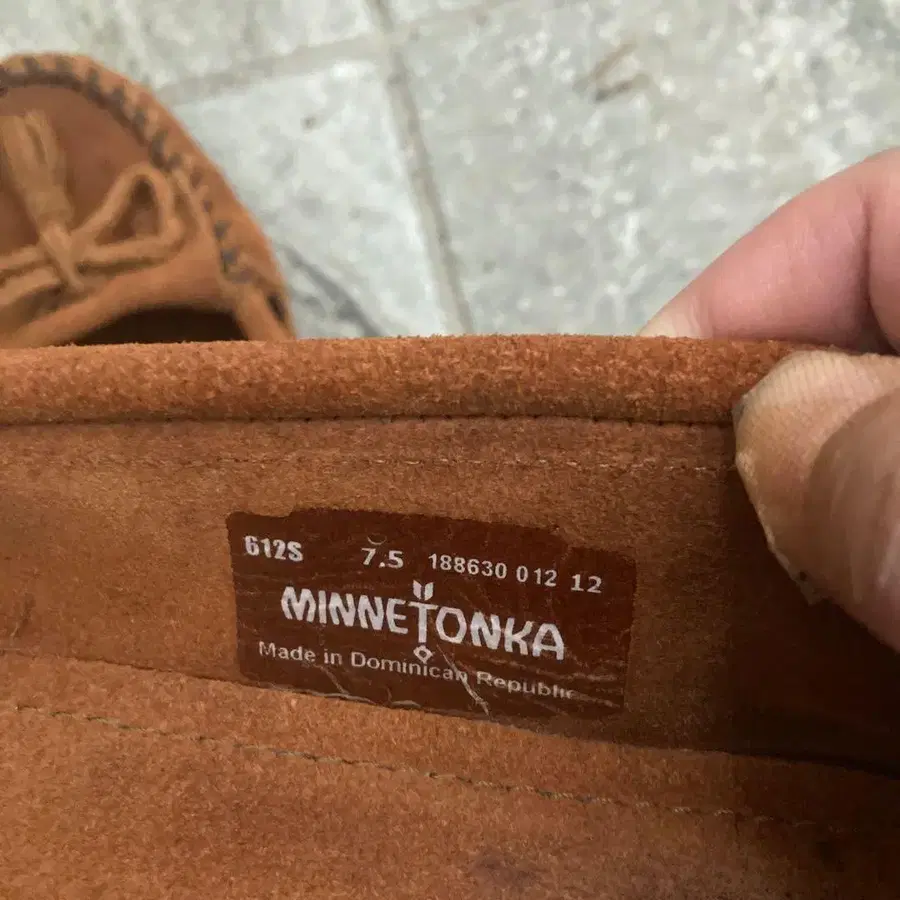 612S 7.5 188630 012 12
MINNETONKA
Made in Dominican Republic